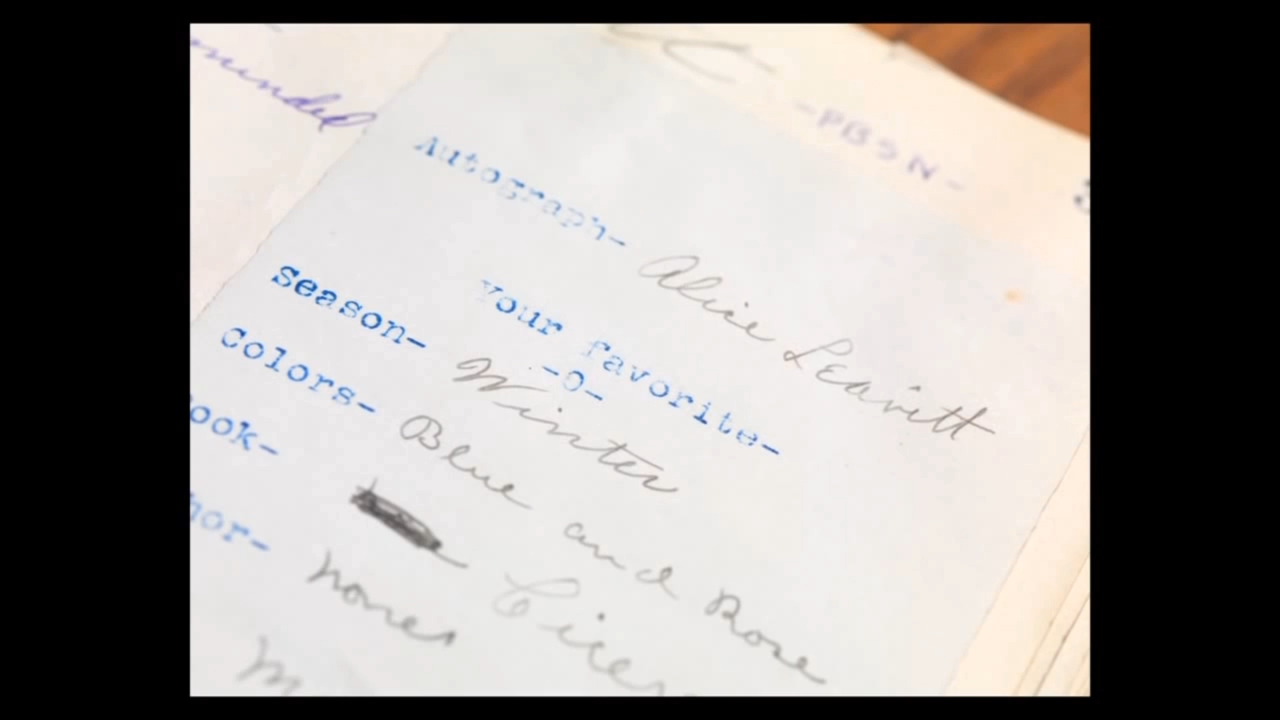 -PBSN-
Autograph- Alice Leavitt
Your favorite-
-0-
Season- Winter
Colors- Blue and Rose
ook-
hor-